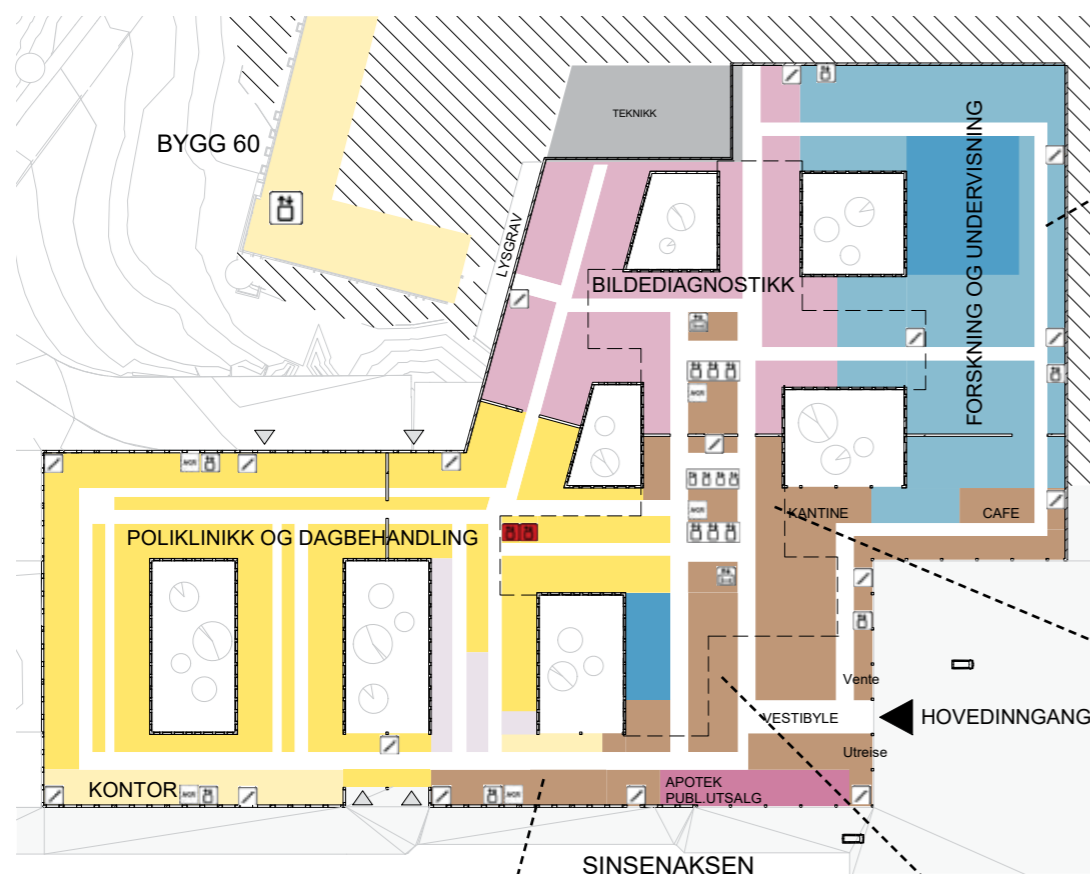 TEKNIKK
BYGG 60
LYSGRAV
FORSKNING OG UNDERVISNING
BILDEDIAGNOSTIKK
KANTINE
CAFE
POLIKLINIKK OG DAGBEHANDLING
Vente
VESTIBYLE
HOVEDINNGANG
Utreise
KONTOR
APOTEK
PUBL.UTSALG
SINSENAKSEN